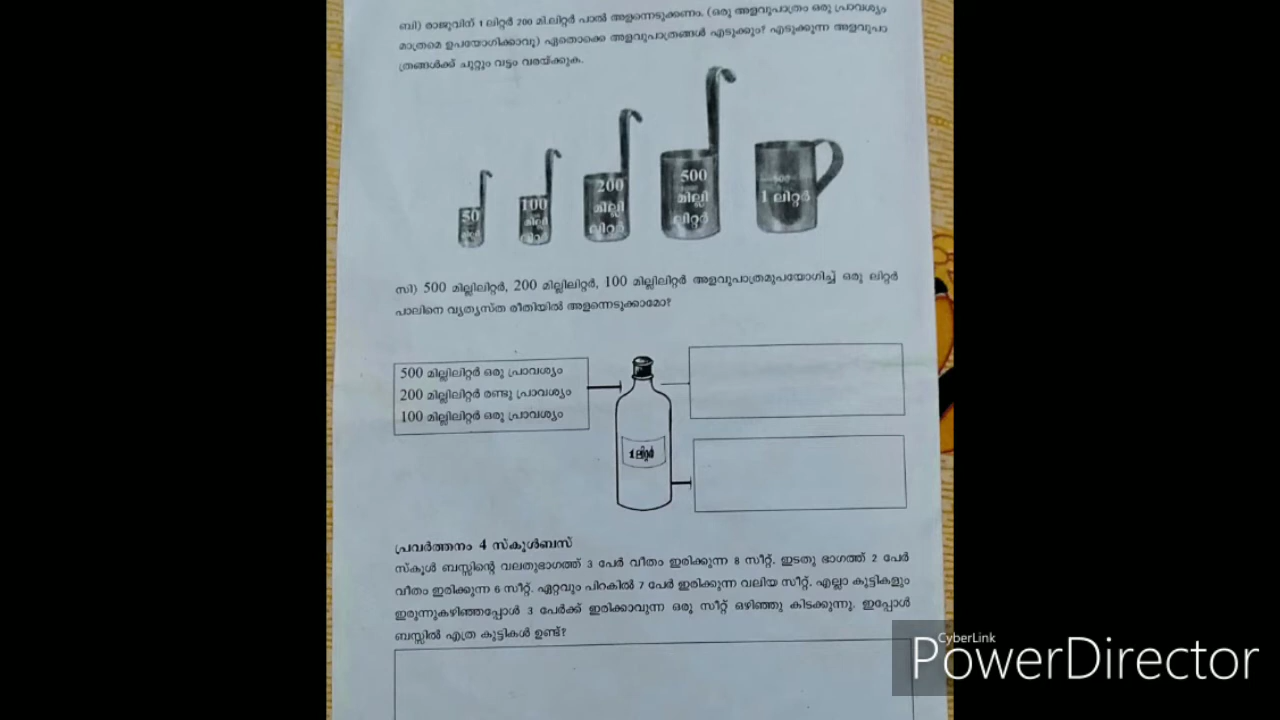 ബി) രാജുവിന് 1 ലിറ്റർ 200 മി.ലിറ്റർ പാൽ അളന്നെടുക്കണം. (ഒരു അളവുപാത്രം ഒരു പ്രാവശ്യം
മാത്രമെ ഉപയോഗിക്കാവൂ) ഏതൊക്കെ അളവുപാത്രങ്ങൾ എടുക്കും? എടുക്കുന്ന അളവുപാ
ത്രങ്ങൾക്ക് ചുറ്റും വട്ടം വരയ്ക്കുക.
50
100
മില്ലി
200
മില്ലി
ലിറ്റർ
500
മില്ലി
ലിറ്റർ
1 ലിറ്റർ
സി) 500 മില്ലിലിറ്റർ, 200 മില്ലിലിറ്റർ, 100 മില്ലിലിറ്റർ അളവുപാത്രമുപയോഗിച്ച് ഒരു ലിറ്റർ
പാലിനെ വ്യത്യസ്ത രീതിയിൽ അളന്നെടുക്കാമോ?
500 മില്ലിലിറ്റർ ഒരു പ്രാവശ്യം
200 മില്ലിലിറ്റർ രണ്ടു പ്രാവശ്യം
100 മില്ലിലിറ്റർ ഒരു പ്രാവശ്യം
1 ലിറ്റർ
പ്രവർത്തനം 4 സ്കൂൾബസ്
സ്കൂൾ ബസ്സിന്റെ വലതുഭാഗത്ത് 3 പേർ വീതം ഇരിക്കുന്ന 8 സീറ്റ്. ഇടതു ഭാഗത്ത് 2 പേർ
വീതം ഇരിക്കുന്ന 6 സീറ്റ്. ഏറ്റവും പിറകിൽ 7 പേർ ഇരിക്കുന്ന വലിയ സീറ്റ്. എല്ലാ കുട്ടികളും
ഇരുന്നുകഴിഞ്ഞപ്പോൾ 3 പേർക്ക് ഇരിക്കാവുന്ന ഒരു സീറ്റ് ഒഴിഞ്ഞു കിടക്കുന്നു. ഇപ്പോൾ
ബസ്സിൽ എത്ര കുട്ടികൾ ഉണ്ട്?
CyberLink
PowerDirector